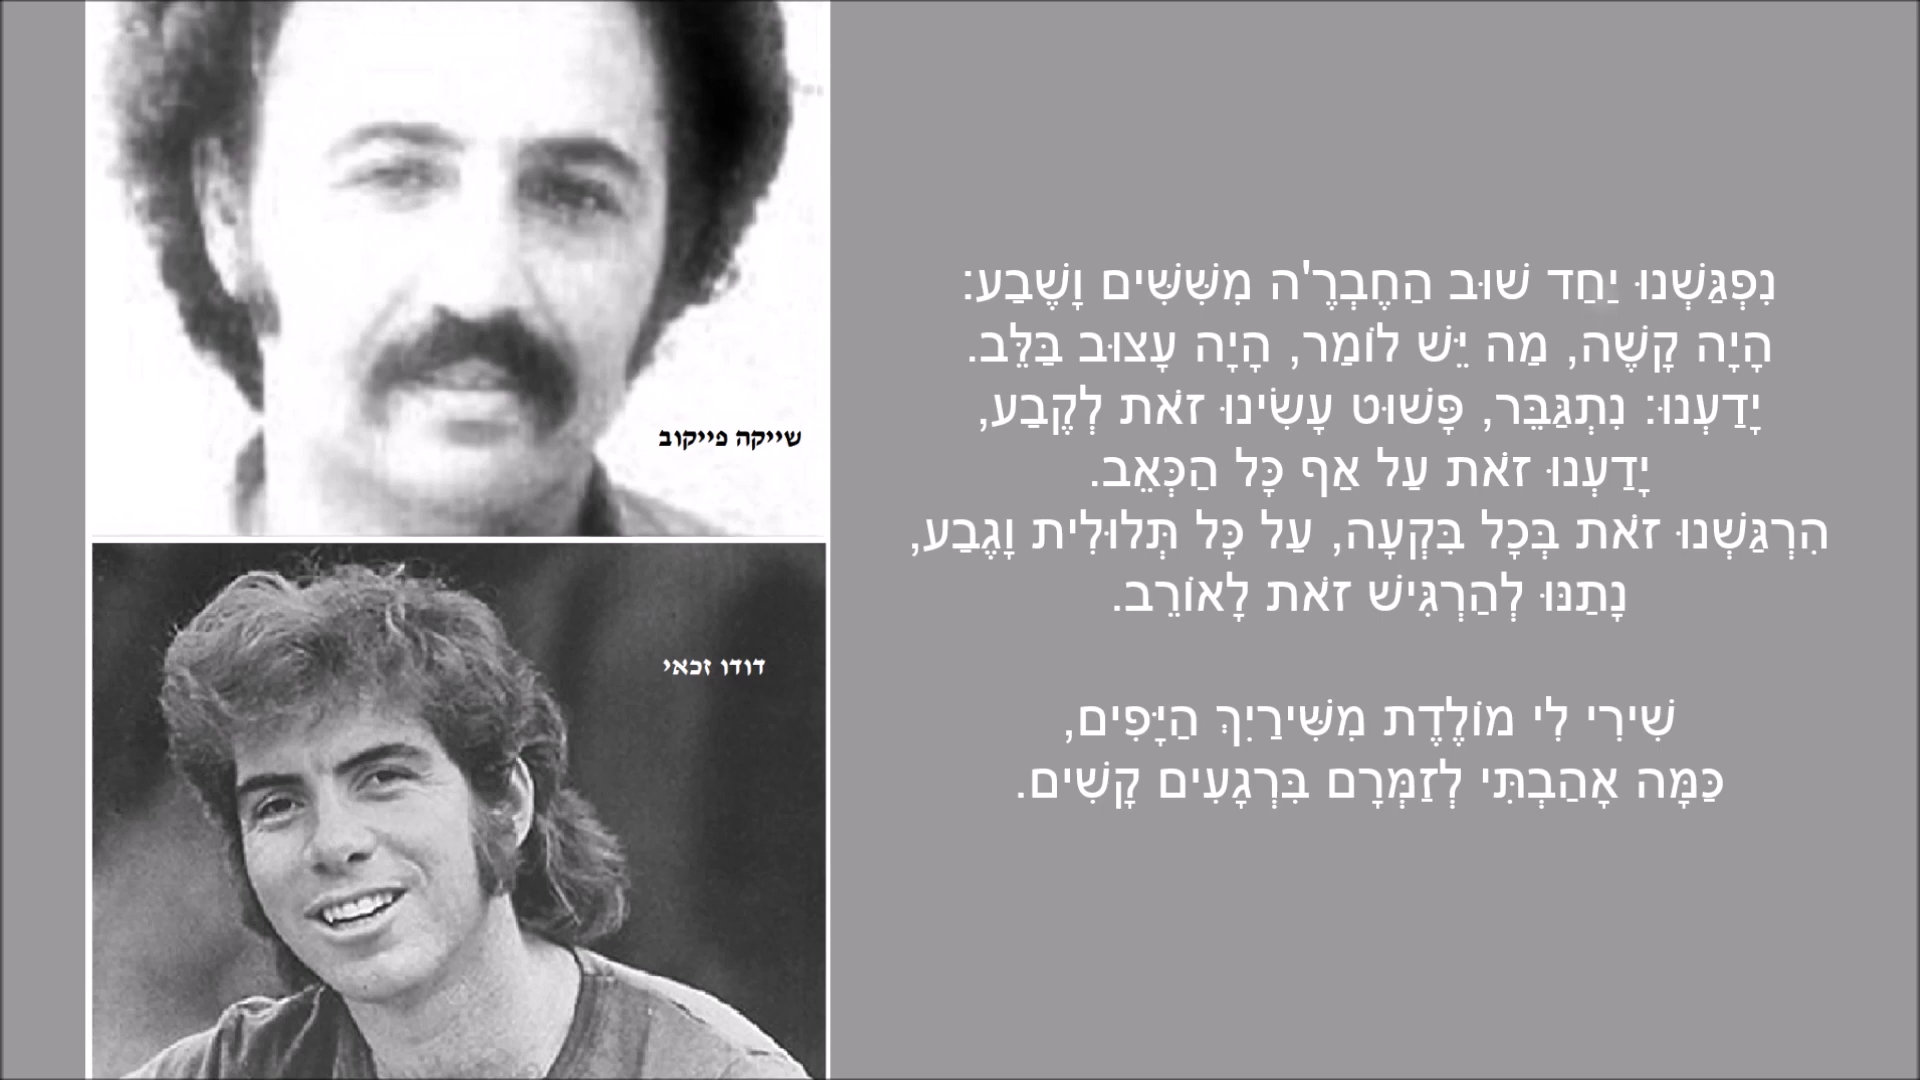 שייקה פייקוב
דודו זכאי
נִפְגַּשְׁנוּ יַחַד שׁוּב הַחֶבְרֶ'ה מִשִּׁשִּׁים וָשֶׁבַע:
הָיָה קָשֶׁה, מַה יֵּשׁ לוֹמַר, הָיָה עָצוּב בַּלֵּב.
יָדַעְנוּ: נִתְגַּבֵּר, פָּשׁוּט עָשִׂינוּ זֹאת לְקֶבַע,
יָדַעְנוּ זֹאת עַל אַף כָּל הַכְּאֵב.
הִרְגַּשְׁנוּ זֹאת בְּכָל בִּקְעָה, עַל כָּל תְּלוּלִית וָגֶבַע,
נָתַנּוּ לְהַרְגִּישׁ זֹאת לָאוֹרֵב.
שִׁירִי לִי מוֹלֶדֶת מִשִּׁירַיִךְ הַיָּפִים,
כַּמָּה אָהַבְתִּי לְזַמְּרָם בִּרְגָעִים קָשִׁים.